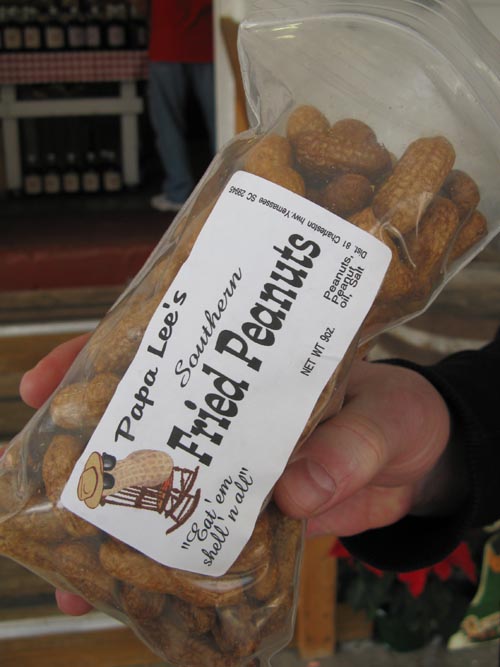 Papa Lee's
Southern
Fried Peanuts
"Eat 'em
shell 'n all"
NET WT 9oz.
Peanuts,
Peanut
oil, Salt
Dist. 81 Charleston hwy. Yemassee SC 29945